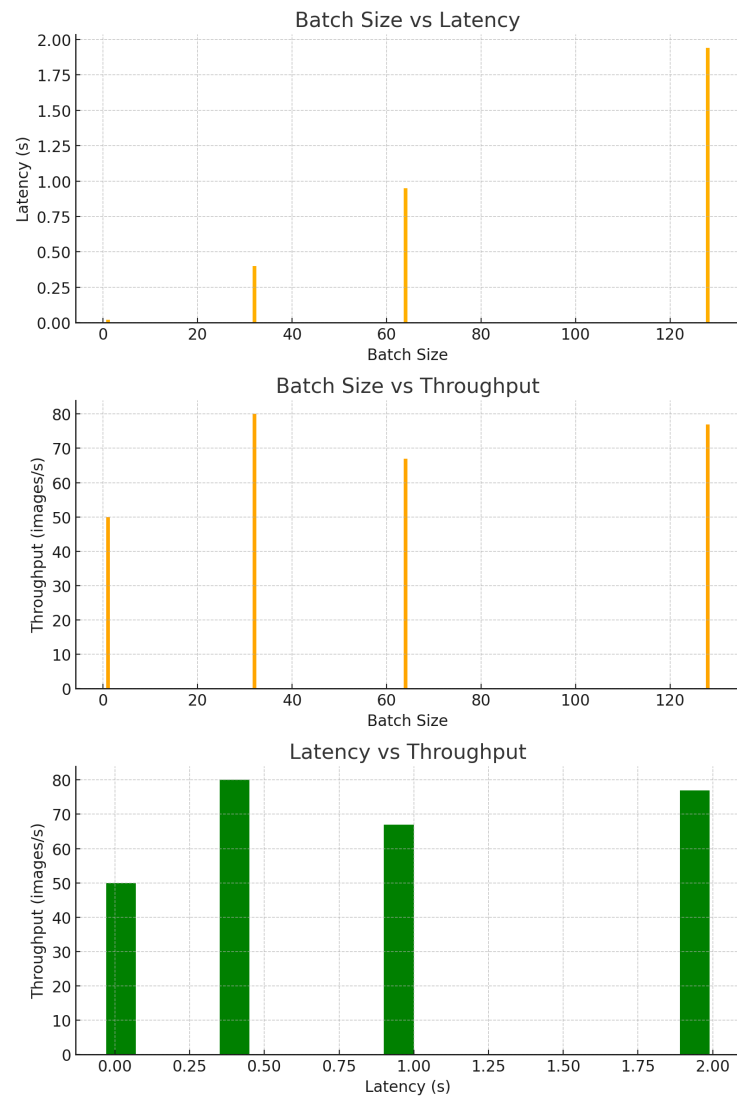 Batch Size vs Latency
2.00
1.75
1.50
1.25
1.00
0.75
0.50
0.25
0.00
Latency (s)
0 20 40 60 80 100 120
Batch Size
Batch Size vs Throughput
80
70
60
50
40
30
20
10
0
Throughput (images/s)
0 20 40 60 80 100 120
Batch Size
Latency vs Throughput
80
70
60
50
40
30
20
10
0
Throughput (images/s)
0.00 0.25 0.50 0.75 1.00 1.25 1.50 1.75 2.00
Latency (s)